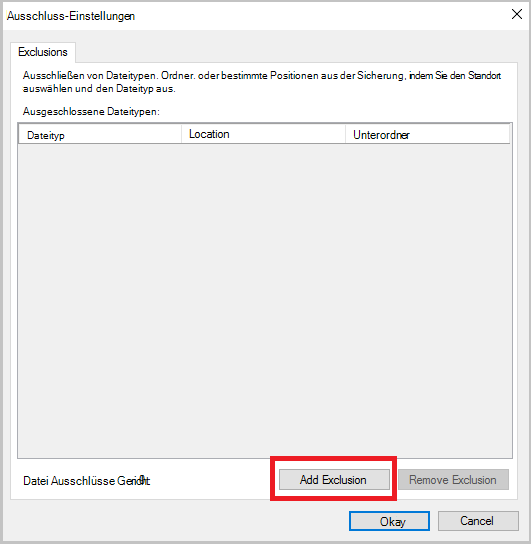 Ausschluss-Einstellungen
Exclusions
Ausschließen von Dateitypen. Ordner. oder bestimmte Positionen aus der Sicherung, indem Sie den Standort
auswählen und den Dateityp aus.
Ausgeschlossene Dateitypen:
Dateityp Location Unterordner
Datei Ausschlüsse
Add Exclusion Remove Exclusion
Okay Cancel